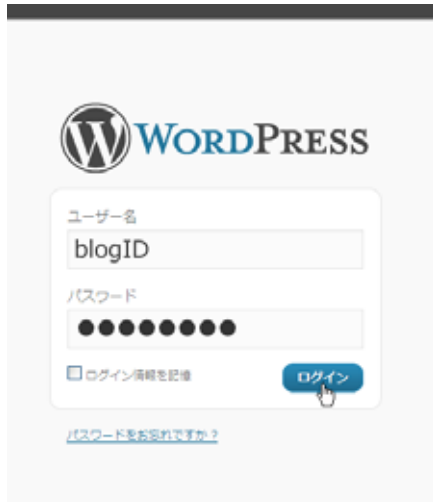 WORDPRESS
ユーザー名
blogID
パスワード
●●●●●●●●
ログイン情報を記憶
ログイン
パスワードをお忘れですか ?